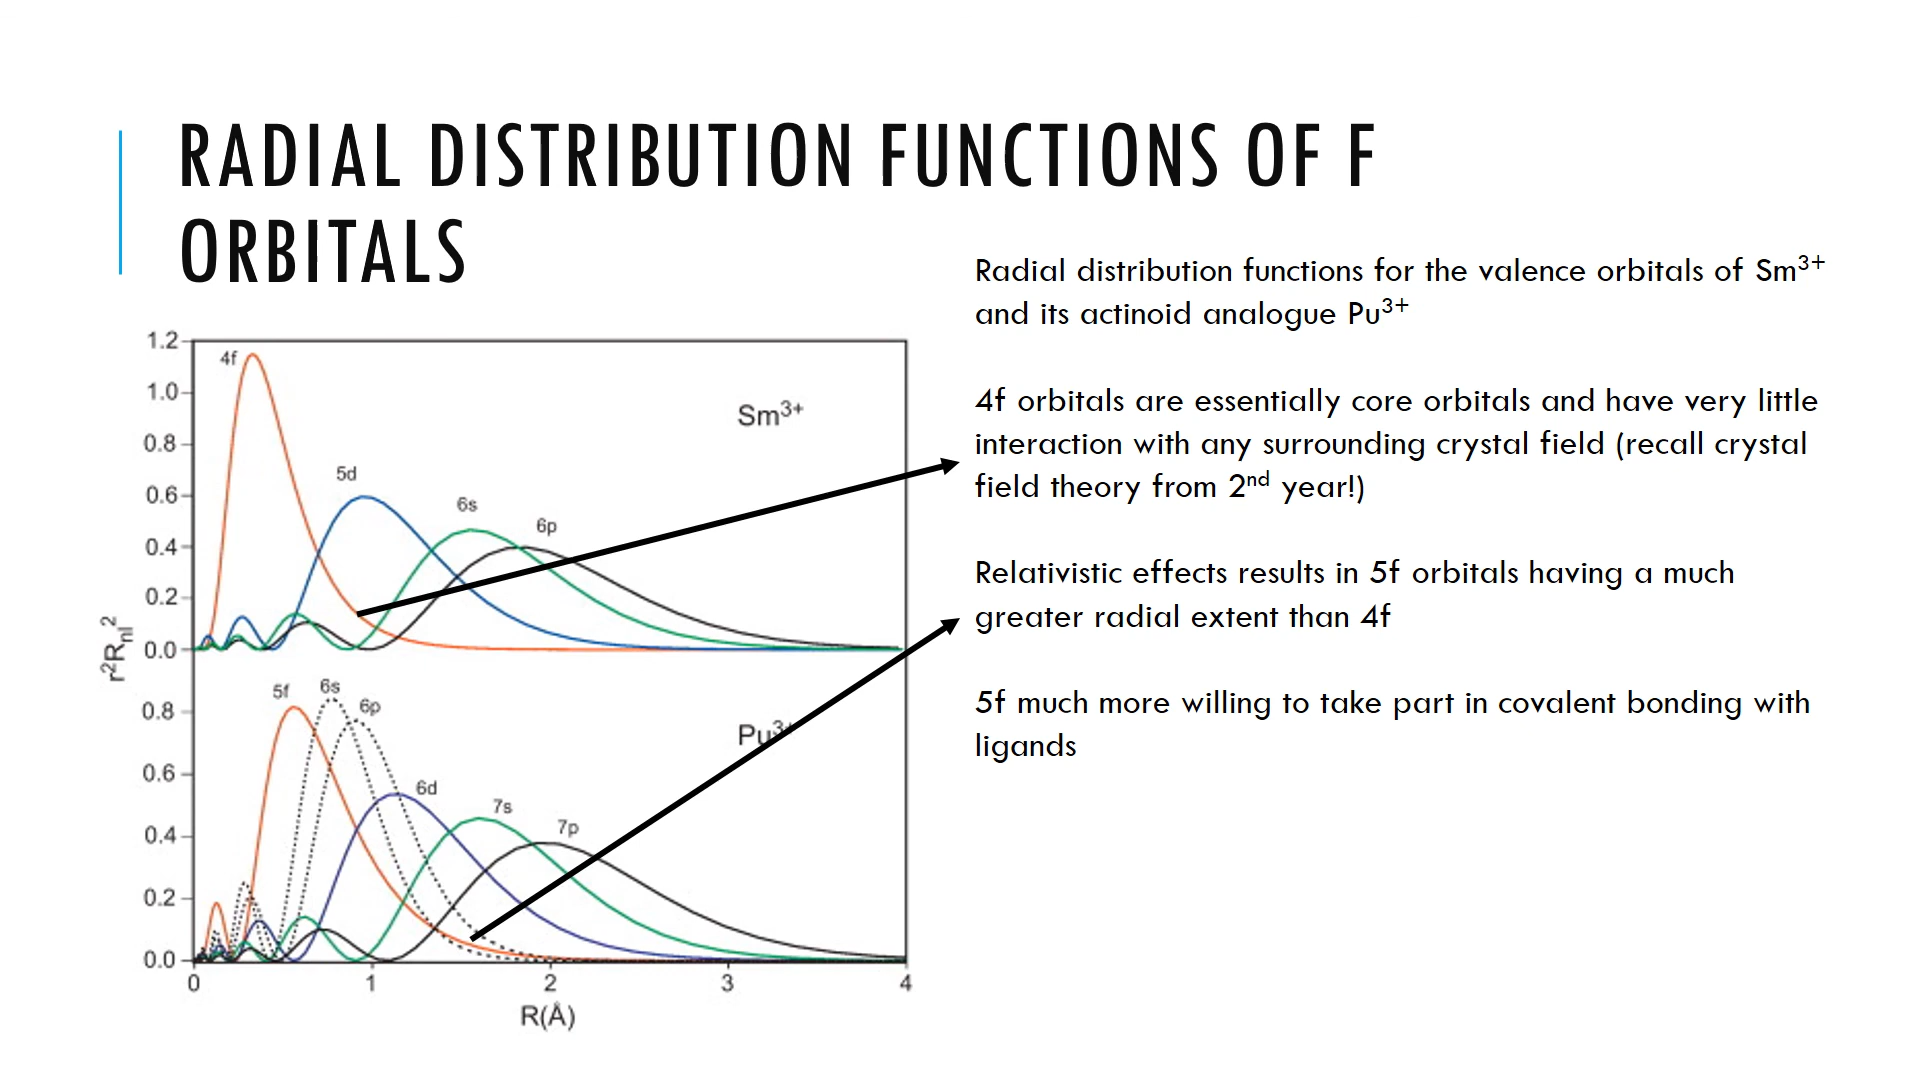 RADIAL DISTRIBUTION FUNCTIONS OF F
ORBITALS
Radial distribution functions for the valence orbitals of Sm³⁺
and its actinoid analogue Pu³⁺
4f orbitals are essentially core orbitals and have very little
interaction with any surrounding crystal field (recall crystal
field theory from 2ⁿᵈ year!)
Relativistic effects results in 5f orbitals having a much
greater radial extent than 4f
5f much more willing to take part in covalent bonding with
ligands
1.2
1.0
0.8
0.6
0.4
0.2
0.0
4f
5d
6s
6p
Sm³⁺
r²Rₙₗ²
0.8
0.6
0.4
0.2
0.0
5f
6s
6p
6d
7s
7p
Pu³⁺
0 1 2 3 4
R(Å)